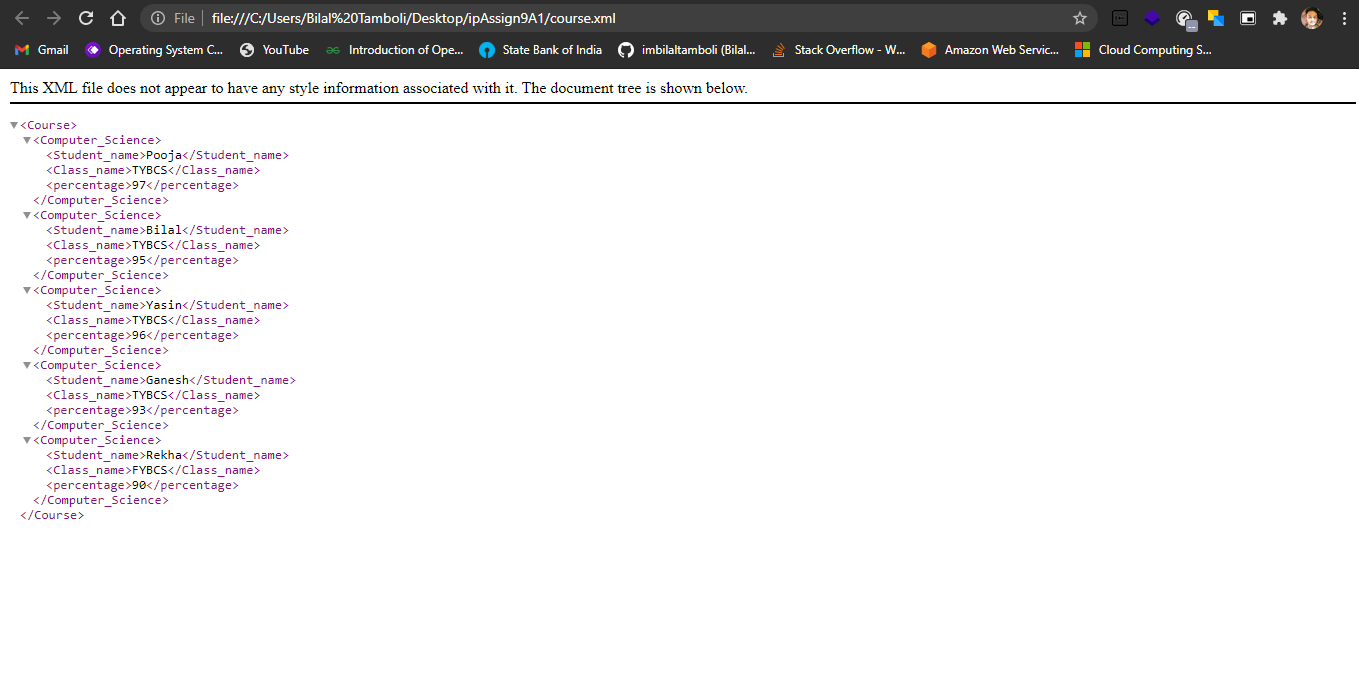 File file:///C:/Users/Bilal%20Tamboli/Desktop/ipAssign9A1/course.xml
Gmail Operating System C... YouTube Introduction of Ope... State Bank of India imbilaltamboli (Bilal... Stack Overflow - W... Amazon Web Servic... Cloud Computing S...
This XML file does not appear to have any style information associated with it. The document tree is shown below.
<Course>
<Computer_Science>
<Student_name>Pooja</Student_name>
<Class_name>TYBCS</Class_name>
<percentage>97</percentage>
</Computer_Science>
<Computer_Science>
<Student_name>Bilal</Student_name>
<Class_name>TYBCS</Class_name>
<percentage>95</percentage>
</Computer_Science>
<Computer_Science>
<Student_name>Yasin</Student_name>
<Class_name>TYBCS</Class_name>
<percentage>96</percentage>
</Computer_Science>
<Computer_Science>
<Student_name>Ganesh</Student_name>
<Class_name>TYBCS</Class_name>
<percentage>93</percentage>
</Computer_Science>
<Computer_Science>
<Student_name>Rekha</Student_name>
<Class_name>FYBCS</Class_name>
<percentage>90</percentage>
</Computer_Science>
</Course>